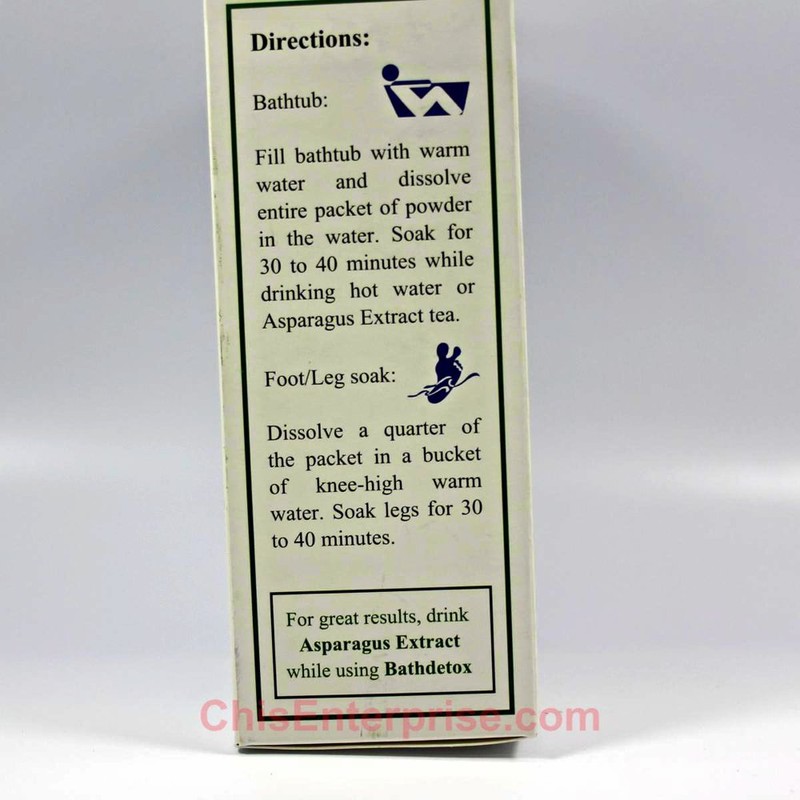 Directions:
Bathtub:
Fill bathtub with warm
water and dissolve
entire packet of powder
in the water. Soak for
30 to 40 minutes while
drinking hot water or
Asparagus Extract tea.
Foot/Leg soak:
Dissolve a quarter of
the packet in a bucket
of knee-high warm
water. Soak legs for 30
to 40 minutes.
For great results, drink
Asparagus Extract
while using Bathdetox
ChisEnterprise.com